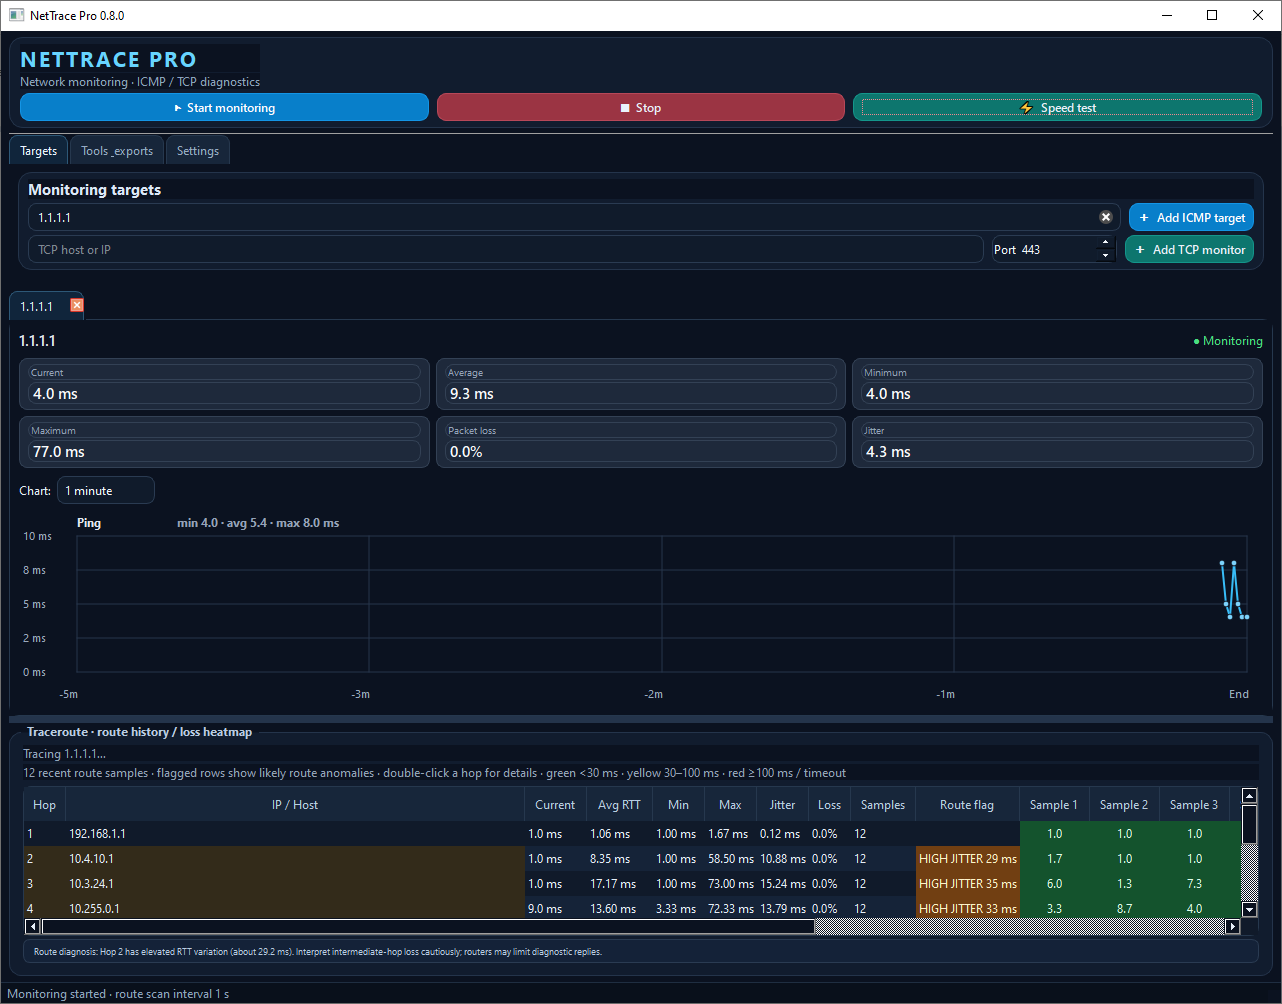 NetTrace Pro 0.8.0
NETTRACE PRO
Network monitoring · ICMP / TCP diagnostics
Start monitoring
Stop
Speed test
Targets
Tools _exports
Settings
Monitoring targets
1.1.1.1
+ Add ICMP target
TCP host or IP
Port 443
+ Add TCP monitor
1.1.1.1
1.1.1.1
● Monitoring
Current
4.0 ms
Average
9.3 ms
Minimum
4.0 ms
Maximum
77.0 ms
Packet loss
0.0%
Jitter
4.3 ms
Chart: 1 minute
Ping min 4.0 · avg 5.4 · max 8.0 ms
10 ms
8 ms
5 ms
2 ms
0 ms
-5m -3m -2m -1m End
Traceroute · route history / loss heatmap
Tracing 1.1.1.1...
12 recent route samples · flagged rows show likely route anomalies · double-click a hop for details · green <30 ms · yellow 30–100 ms · red ≥100 ms / timeout
Hop IP / Host Current Avg RTT Min Max Jitter Loss Samples Route flag Sample 1 Sample 2 Sample 3
1 192.168.1.1 1.0 ms 1.06 ms 1.00 ms 1.67 ms 0.12 ms 0.0% 12 1.0 1.0 1.0
2 10.4.10.1 1.0 ms 8.35 ms 1.00 ms 58.50 ms 10.88 ms 0.0% 12 HIGH JITTER 29 ms 1.7 1.0 1.0
3 10.3.24.1 1.0 ms 17.17 ms 1.00 ms 73.00 ms 15.24 ms 0.0% 12 HIGH JITTER 35 ms 6.0 1.3 7.3
4 10.255.0.1 9.0 ms 13.60 ms 3.33 ms 72.33 ms 13.79 ms 0.0% 12 HIGH JITTER 33 ms 3.3 8.7 4.0
Route diagnosis: Hop 2 has elevated RTT variation (about 29.2 ms). Interpret intermediate-hop loss cautiously; routers may limit diagnostic replies.
Monitoring started · route scan interval 1 s